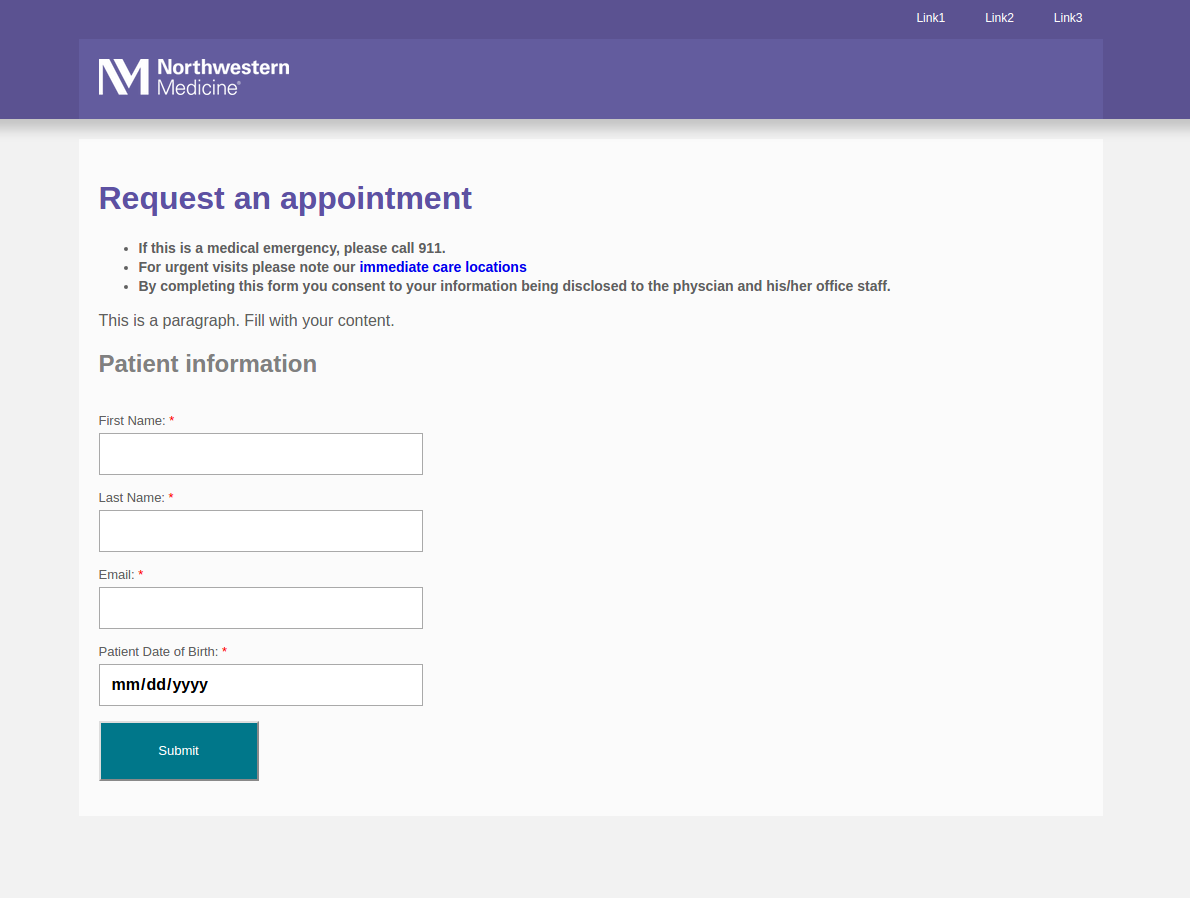 Link1 Link2 Link3
Northwestern
Medicine®
Request an appointment
• If this is a medical emergency, please call 911.
• For urgent visits please note our immediate care locations
• By completing this form you consent to your information being disclosed to the physcian and his/her office staff.
This is a paragraph. Fill with your content.
Patient information
First Name: *
Last Name: *
Email: *
Patient Date of Birth: *
mm/dd/yyyy
Submit